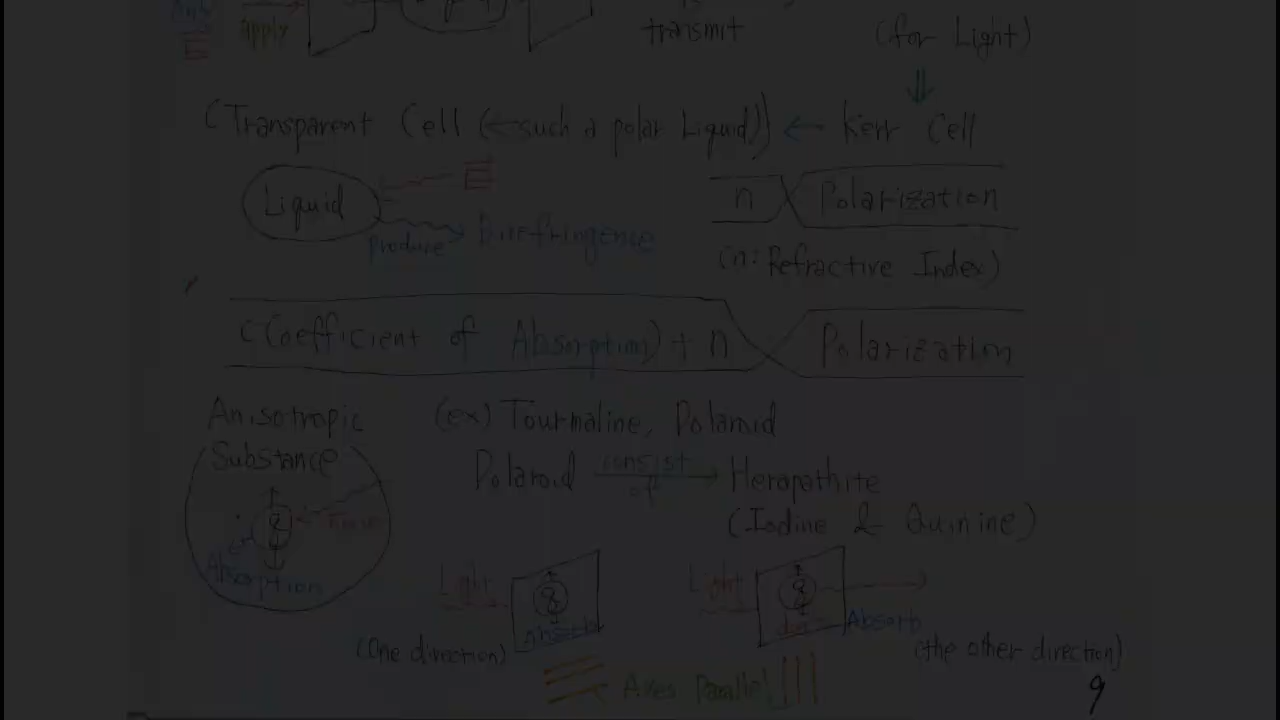 E apply transmit (for Light)
(Transparent Cell (←such a polar Liquid)) ← Kerr Cell
Liquid E n Polarization
produce Birefringence
(n: Refractive Index)
(Coefficient of Absorption) + n Polarization
Anisotropic (ex) Tourmaline, Polaroid
Substance Polaroid consist of → Herapathite
(Iodine & Quinine)
e
Absorption
Light Light Absorb
(One direction) (the other direction)
Axes Parallel
9